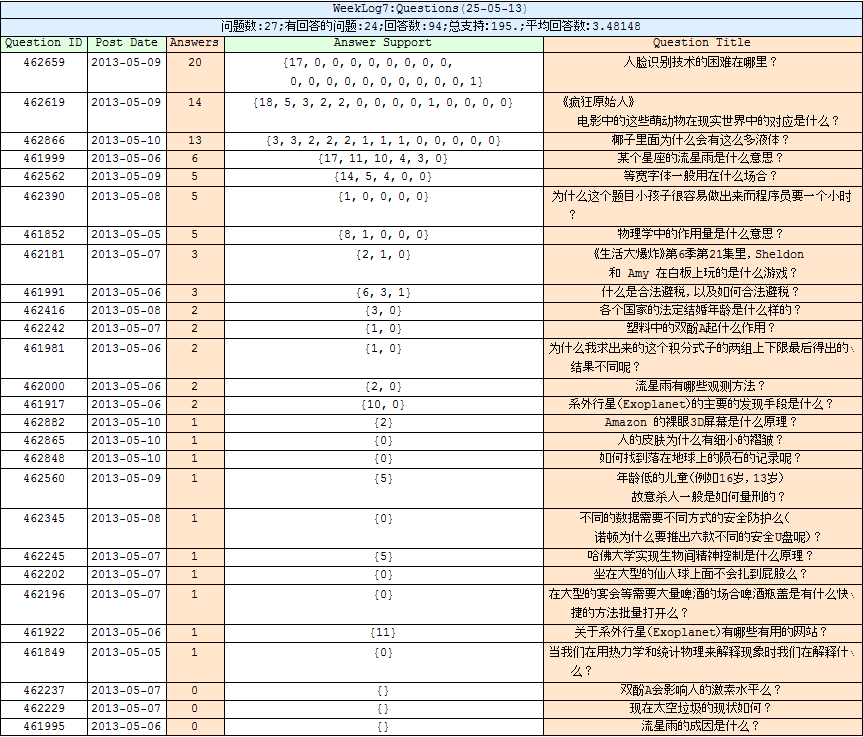 WeekLog7:Questions(25-05-13)
问题数:27;有回答的问题:24;回答数:94;总支持:195.;平均回答数:3.48148
Question ID Post Date Answers Answer Support Question Title
462659 2013-05-09 20 {17, 0, 0, 0, 0, 0, 0, 0, 0, 人脸识别技术的困难在哪里？
0, 0, 0, 0, 0, 0, 0, 0, 0, 0, 1}
462619 2013-05-09 14 {18, 5, 3, 2, 2, 0, 0, 0, 0, 1, 0, 0, 0, 0} 《疯狂原始人》
电影中的这些萌动物在现实世界中的对应是什么？
462866 2013-05-10 13 {3, 3, 2, 2, 2, 1, 1, 1, 0, 0, 0, 0, 0} 椰子里面为什么会有这么多液体？
461999 2013-05-06 6 {17, 11, 10, 4, 3, 0} 某个星座的流星雨是什么意思？
462562 2013-05-09 5 {14, 5, 4, 0, 0} 等宽字体一般用在什么场合？
462390 2013-05-08 5 {1, 0, 0, 0, 0} 为什么这个题目小孩子很容易做出来而程序员要一个小时
？
461852 2013-05-05 5 {8, 1, 0, 0, 0} 物理学中的作用量是什么意思？
462181 2013-05-07 3 {2, 1, 0} 《生活大爆炸》第6季第21集里，Sheldon
和 Amy 在白板上玩的是什么游戏？
461991 2013-05-06 3 {6, 3, 1} 什么是合法避税，以及如何合法避税？
462416 2013-05-08 2 {3, 0} 各个国家的法定结婚年龄是什么样的？
462242 2013-05-07 2 {1, 0} 塑料中的双酚A起什么作用？
461981 2013-05-06 2 {1, 0} 为什么我求出来的这个积分式子的两组上下限最后得出的
结果不同呢？
462000 2013-05-06 2 {2, 0} 流星雨有哪些观测方法？
461917 2013-05-06 2 {10, 0} 系外行星(Exoplanet)的主要的发现手段是什么？
462882 2013-05-10 1 {2} Amazon 的裸眼3D屏幕是什么原理？
462865 2013-05-10 1 {0} 人的皮肤为什么有细小的褶皱？
462848 2013-05-10 1 {0} 如何找到落在地球上的陨石的记录呢？
462560 2013-05-09 1 {5} 年龄低的儿童(例如16岁，13岁)
故意杀人一般是如何量刑的？
462345 2013-05-08 1 {0} 不同的数据需要不同方式的安全防护么(
诺顿为什么要推出六款不同的安全U盘呢)？
462245 2013-05-07 1 {5} 哈佛大学实现生物间精神控制是什么原理？
462202 2013-05-07 1 {0} 坐在大型的仙人球上面不会扎到屁股么？
462196 2013-05-07 1 {0} 在大型的宴会等需要大量啤酒的场合啤酒瓶盖是有什么快
捷的方法批量打开么？
461922 2013-05-06 1 {11} 关于系外行星(Exoplanet)有哪些有用的网站？
461849 2013-05-05 1 {0} 当我们在用热力学和统计物理来解释现象时我们在解释什
么？
462237 2013-05-07 0 {} 双酚A会影响人的激素水平么？
462229 2013-05-07 0 {} 现在太空垃圾的现状如何？
461995 2013-05-06 0 {} 流星雨的成因是什么？